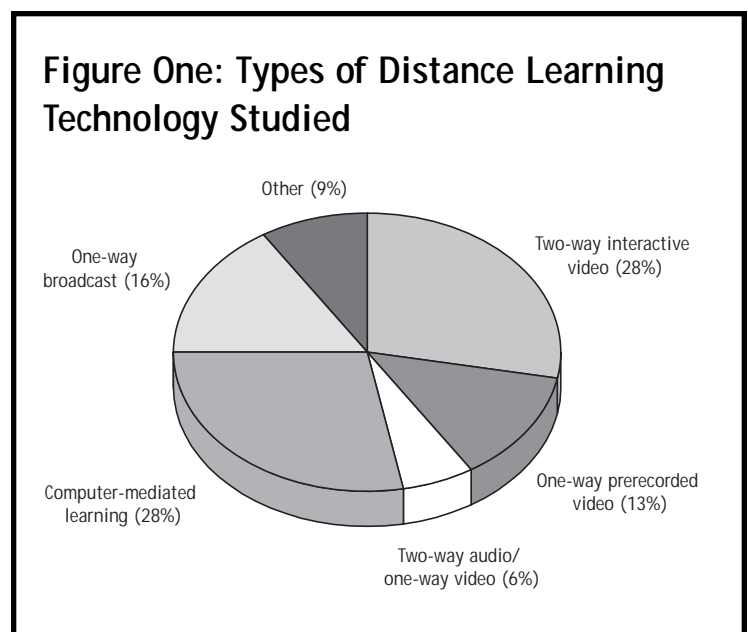 Figure One: Types of Distance Learning
Technology Studied
Other (9%)
One-way
broadcast (16%)
Two-way interactive
video (28%)
Computer-mediated
learning (28%)
One-way prerecorded
video (13%)
Two-way audio/
one-way video (6%)